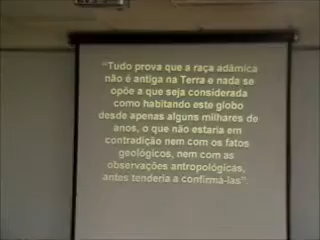 “Tudo prova que a raça adâmica
não é antiga na Terra e nada se
opõe a que seja considerada
como habitando este globo
desde apenas alguns milhares de
anos, o que não estaria em
contradição nem com os fatos
geológicos, nem com as
observações antropológicas,
antes tenderia a confirmá-las”.